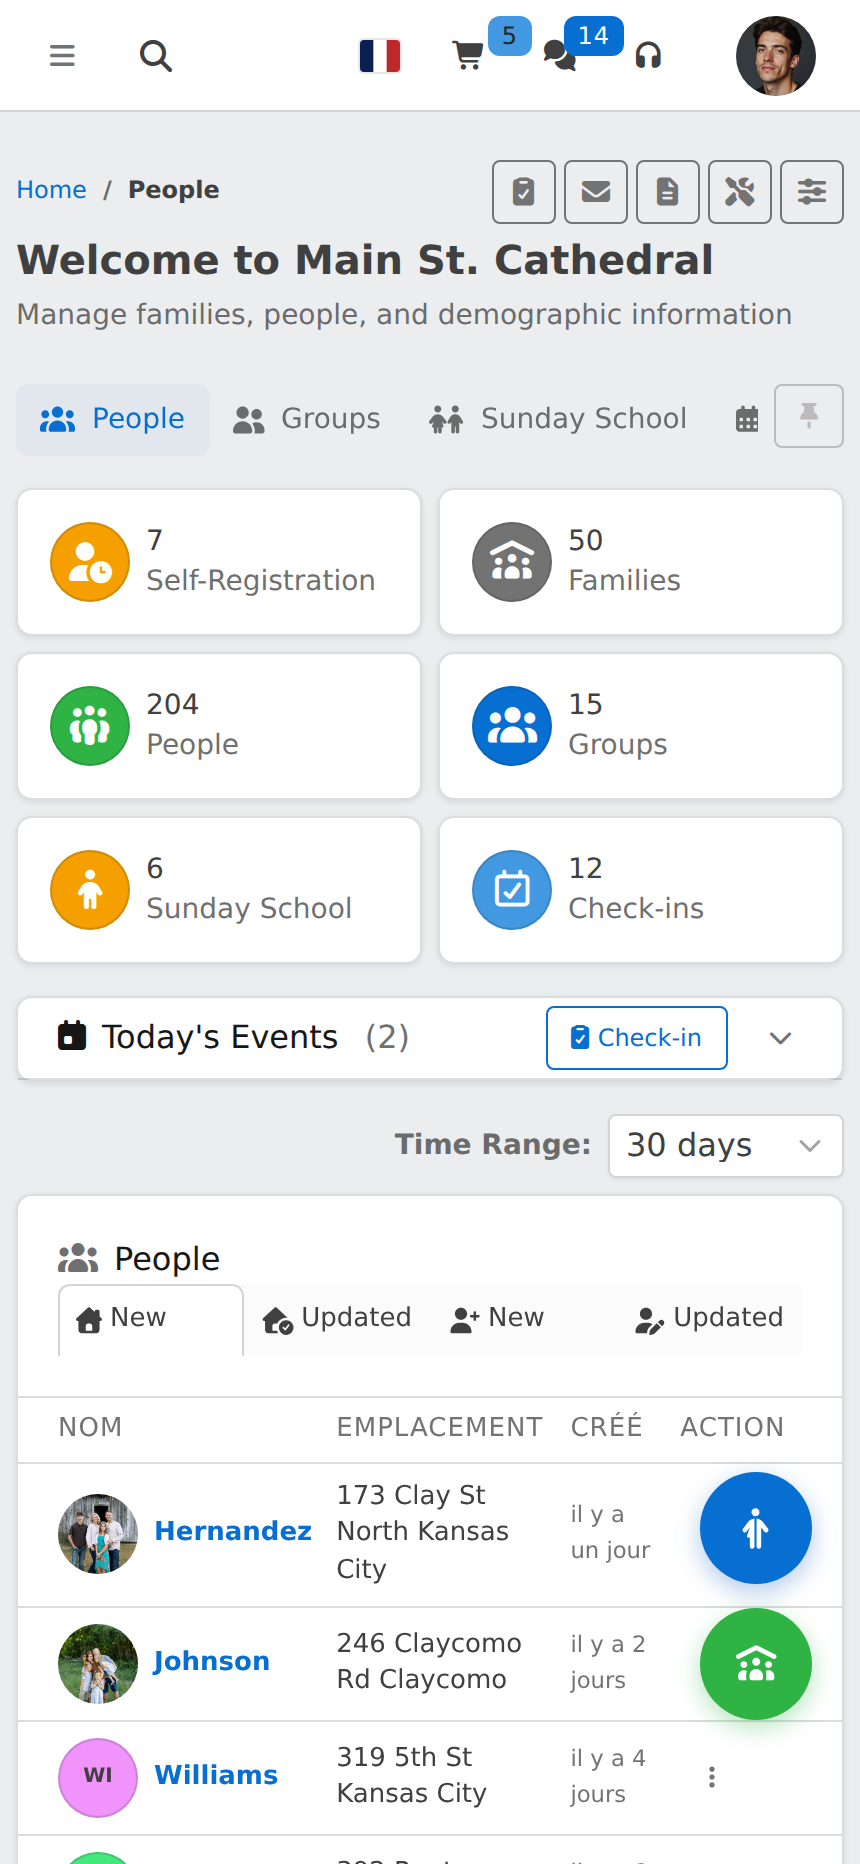 5
14
Home / People
Welcome to Main St. Cathedral
Manage families, people, and demographic information
People
Groups
Sunday School
7
Self-Registration
50
Families
204
People
15
Groups
6
Sunday School
12
Check-ins
Today's Events (2)
Check-in
Time Range:
30 days
People
New
Updated
New
Updated
NOM
EMPLACEMENT
CRÉÉ
ACTION
Hernandez
173 Clay St
North Kansas
City
il y a
un jour
Johnson
246 Claycomo
Rd Claycomo
il y a 2
jours
WI
Williams
319 5th St
Kansas City
il y a 4
jours